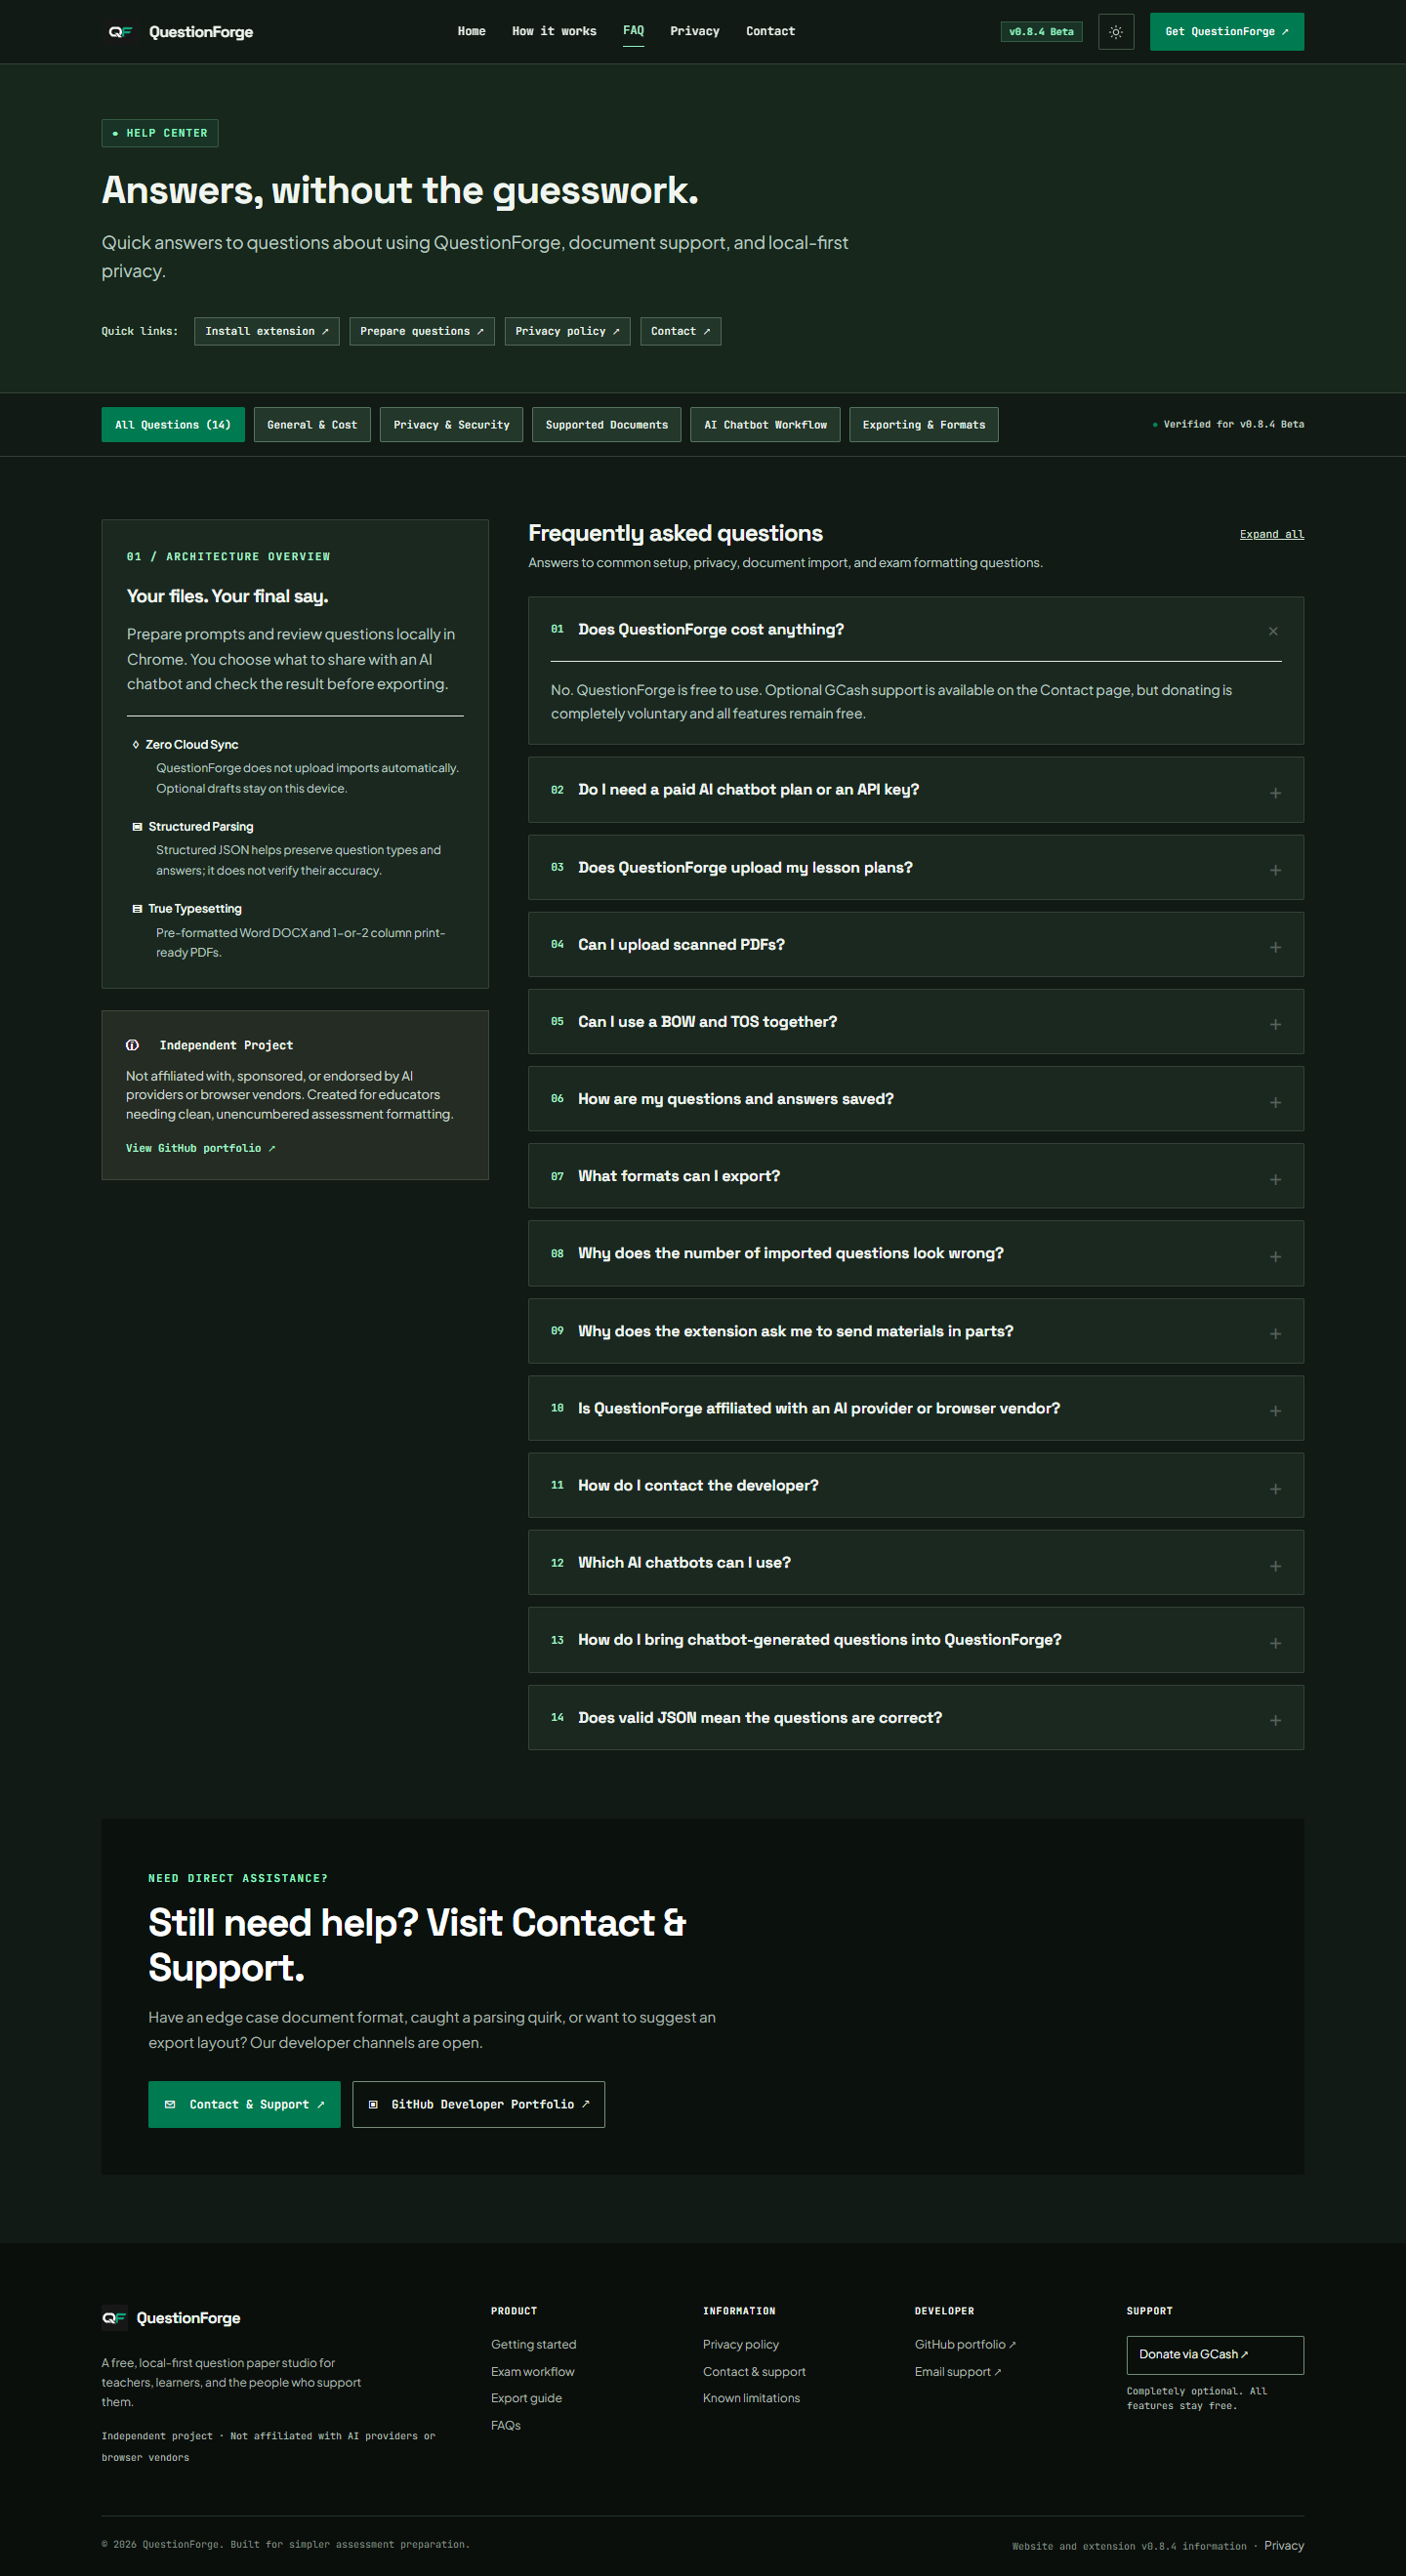 QF QuestionForge
Home How it works FAQ Privacy Contact
v0.8.4 Beta
Get QuestionForge ↗
● HELP CENTER
Answers, without the guesswork.
Quick answers to questions about using QuestionForge, document support, and local-first
privacy.
Quick links: Install extension ↗ Prepare questions ↗ Privacy policy ↗ Contact ↗
All Questions (14) General & Cost Privacy & Security Supported Documents AI Chatbot Workflow Exporting & Formats
● Verified for v0.8.4 Beta
01 / ARCHITECTURE OVERVIEW
Your files. Your final say.
Prepare prompts and review questions locally in
Chrome. You choose what to share with an AI
chatbot and check the result before exporting.
Zero Cloud Sync
QuestionForge does not upload imports automatically.
Optional drafts stay on this device.
Structured Parsing
Structured JSON helps preserve question types and
answers; it does not verify their accuracy.
True Typesetting
Pre-formatted Word DOCX and 1-or-2 column print-
ready PDFs.
Independent Project
Not affiliated with, sponsored, or endorsed by AI
providers or browser vendors. Created for educators
needing clean, unencumbered assessment formatting.
View GitHub portfolio ↗
Frequently asked questions
Expand all
Answers to common setup, privacy, document import, and exam formatting questions.
01 Does QuestionForge cost anything?
No. QuestionForge is free to use. Optional GCash support is available on the Contact page, but donating is
completely voluntary and all features remain free.
02 Do I need a paid AI chatbot plan or an API key?
03 Does QuestionForge upload my lesson plans?
04 Can I upload scanned PDFs?
05 Can I use a BOW and TOS together?
06 How are my questions and answers saved?
07 What formats can I export?
08 Why does the number of imported questions look wrong?
09 Why does the extension ask me to send materials in parts?
10 Is QuestionForge affiliated with an AI provider or browser vendor?
11 How do I contact the developer?
12 Which AI chatbots can I use?
13 How do I bring chatbot-generated questions into QuestionForge?
14 Does valid JSON mean the questions are correct?
NEED DIRECT ASSISTANCE?
Still need help? Visit Contact &
Support.
Have an edge case document format, caught a parsing quirk, or want to suggest an
export layout? Our developer channels are open.
Contact & Support ↗ GitHub Developer Portfolio ↗
QF QuestionForge
A free, local-first question paper studio for
teachers, learners, and the people who support
them.
Independent project · Not affiliated with AI providers or
browser vendors
PRODUCT
Getting started
Exam workflow
Export guide
FAQs
INFORMATION
Privacy policy
Contact & support
Known limitations
DEVELOPER
GitHub portfolio ↗
Email support ↗
SUPPORT
Donate via GCash ↗
Completely optional. All
features stay free.
© 2026 QuestionForge. Built for simpler assessment preparation.
Website and extension v0.8.4 information · Privacy